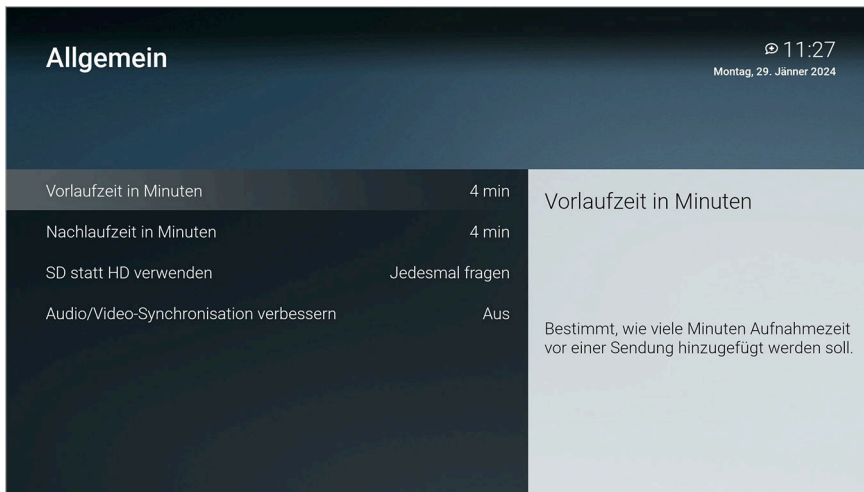 Allgemein
11:27
Montag, 29. Jänner 2024
Vorlaufzeit in Minuten 4 min
Nachlaufzeit in Minuten 4 min
SD statt HD verwenden Jedesmal fragen
Audio/Video-Synchronisation verbessern Aus
Vorlaufzeit in Minuten
Bestimmt, wie viele Minuten Aufnahmezeit
vor einer Sendung hinzugefügt werden soll.